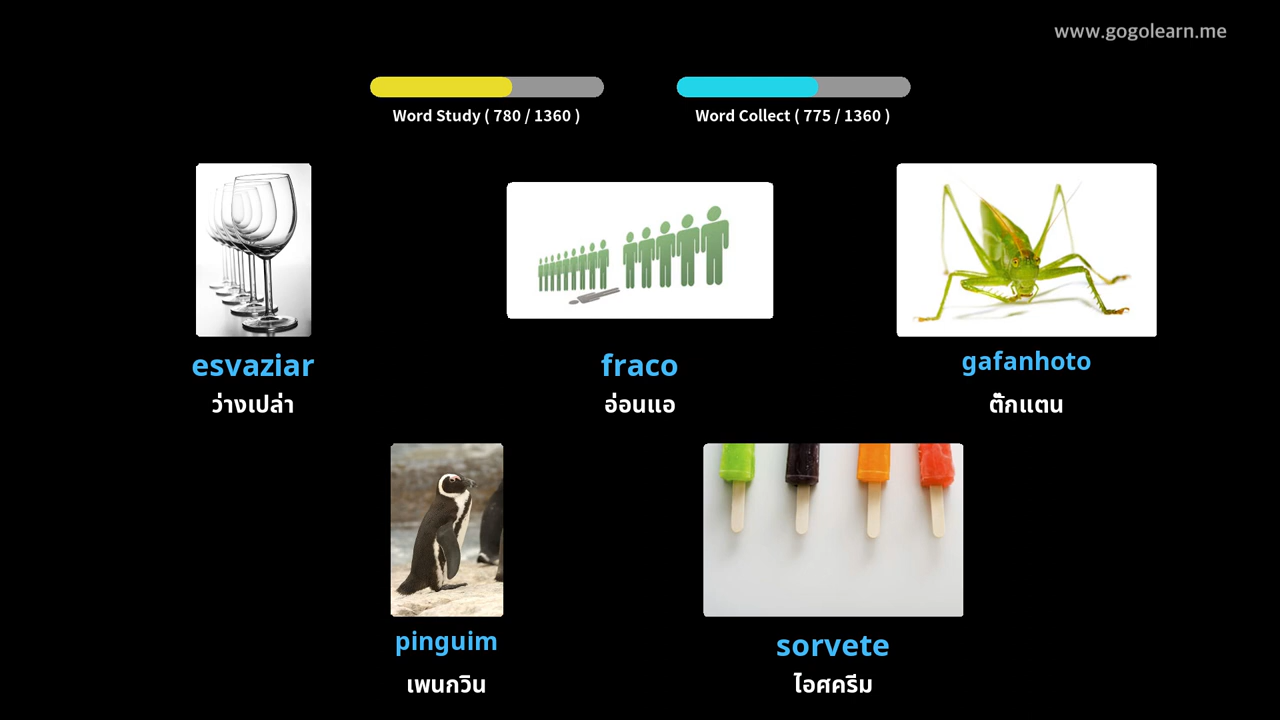 www.gogolearn.me
Word Study ( 780 / 1360 )
Word Collect ( 775 / 1360 )
esvaziar
ว่างเปล่า
fraco
อ่อนแอ
gafanhoto
ตั๊กแตน
pinguim
เพนกวิน
sorvete
ไอศครีม